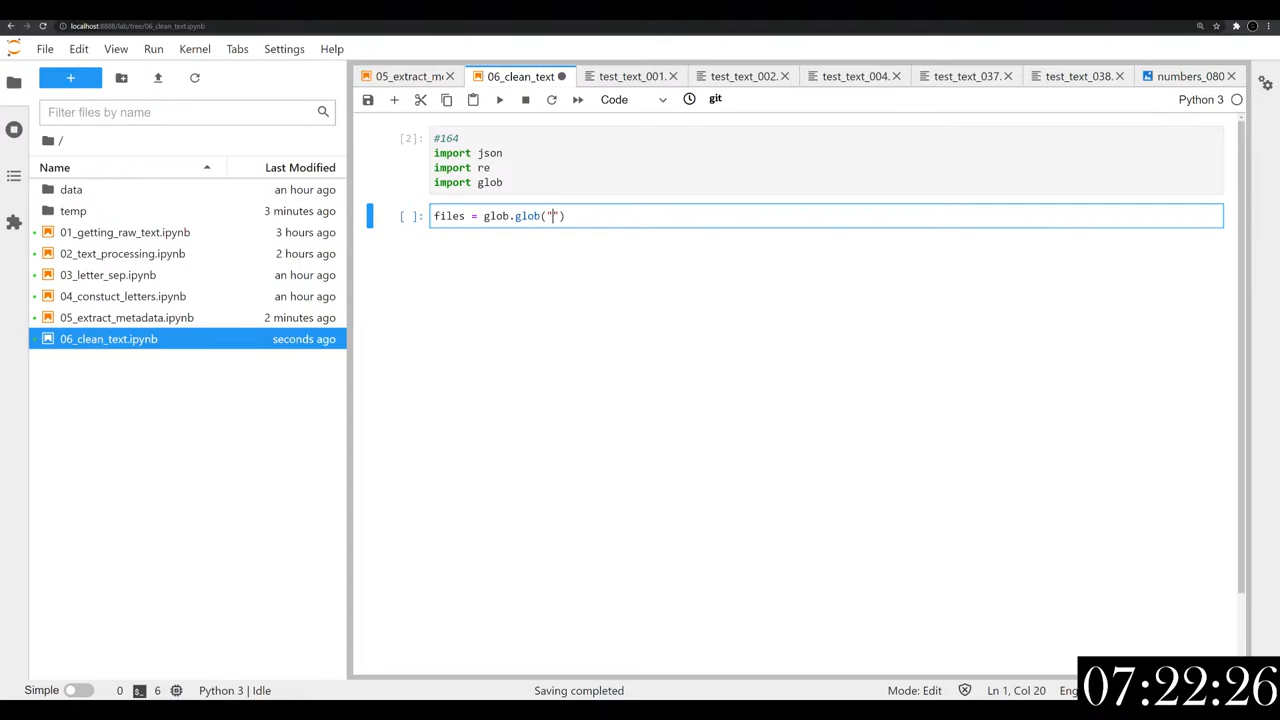 localhost:8888/lab/tree/06_clean_text.ipynb
File Edit View Run Kernel Tabs Settings Help
05_extract_me
06_clean_text
test_text_001.
test_text_002.
test_text_004.
test_text_037.
test_text_038.
numbers_080
Code
git
Python 3
Filter files by name
/
Name Last Modified
data an hour ago
temp 3 minutes ago
01_getting_raw_text.ipynb 3 hours ago
02_text_processing.ipynb 2 hours ago
03_letter_sep.ipynb an hour ago
04_constuct_letters.ipynb an hour ago
05_extract_metadata.ipynb 2 minutes ago
06_clean_text.ipynb seconds ago
[2]: #164
import json
import re
import glob
[ ]: files = glob.glob("")
Simple 0 6 Python 3 | Idle Saving completed Mode: Edit Ln 1, Col 20 Eng
07:22:26